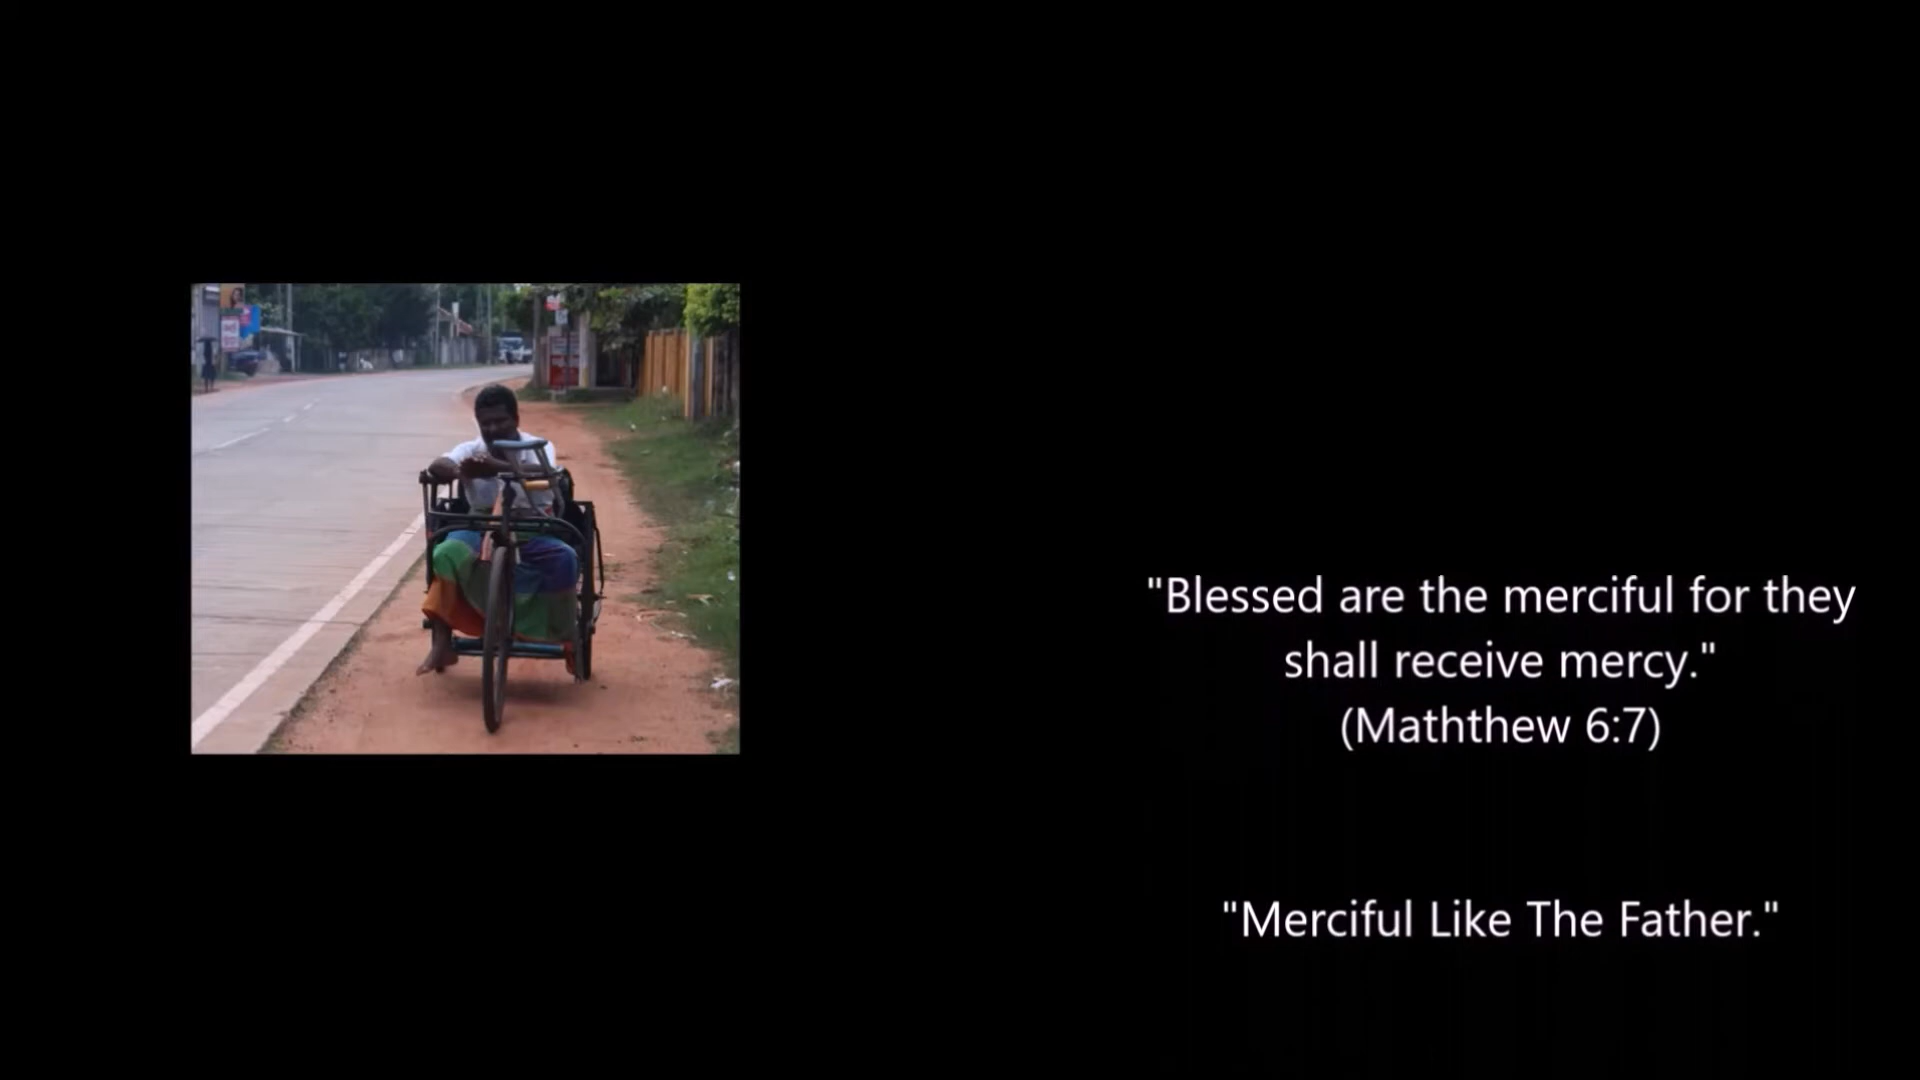 "Blessed are the merciful for they
shall receive mercy."
(Maththew 6:7)
"Merciful Like The Father."